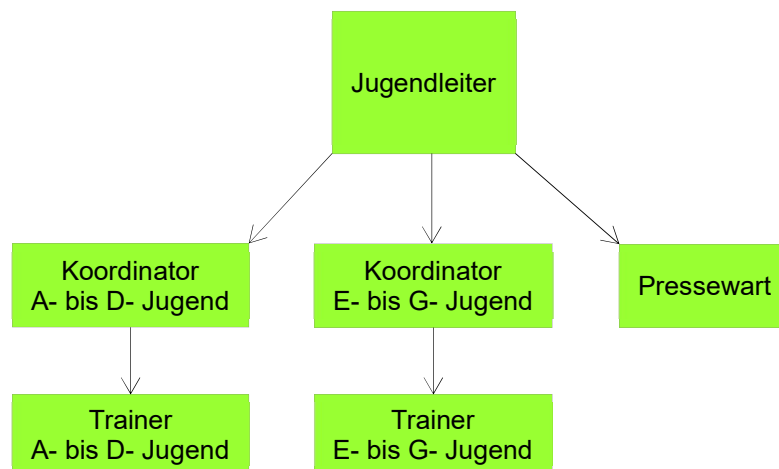 Jugendleiter
Koordinator
A- bis D- Jugend
Koordinator
E- bis G- Jugend
Pressewart
Trainer
A- bis D- Jugend
Trainer
E- bis G- Jugend